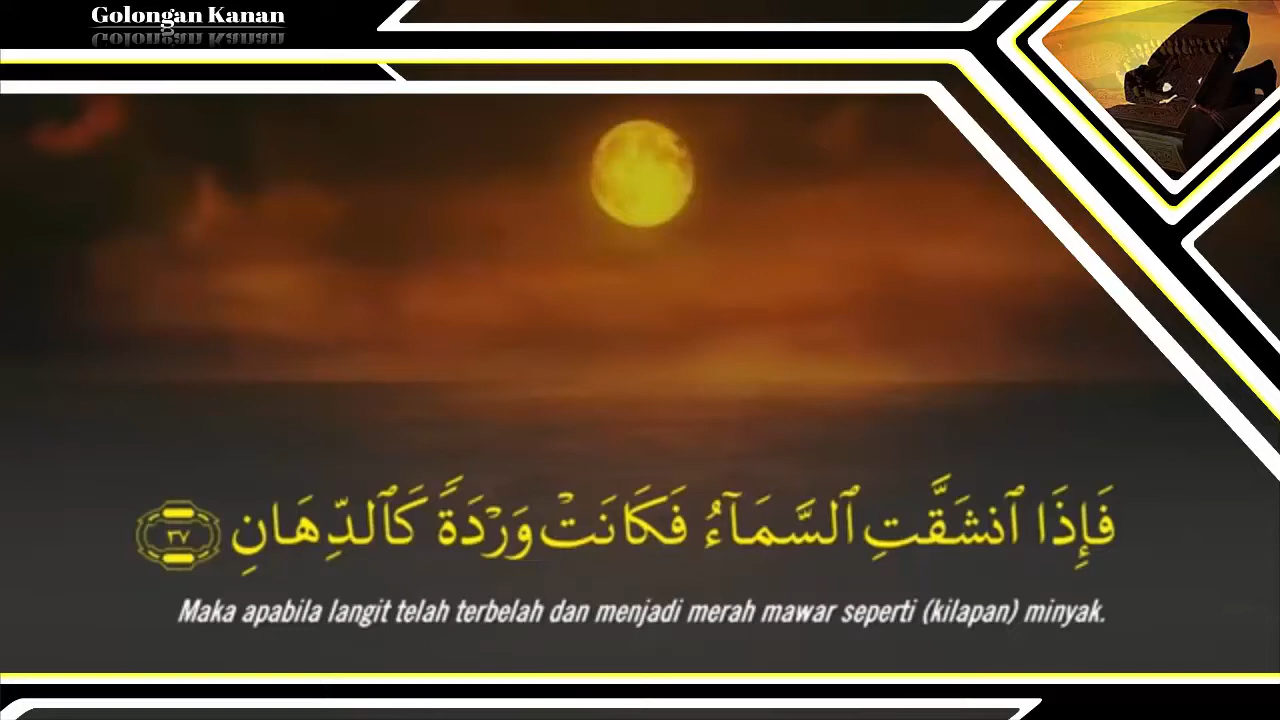 Golongan Kanan
فَإِذَا ٱنشَقَّتِ ٱلسَّمَآءُ فَكَانَتْ وَرْدَةً كَٱلدِّهَانِ ٣٧
Maka apabila langit telah terbelah dan menjadi merah mawar seperti (kilapan) minyak.